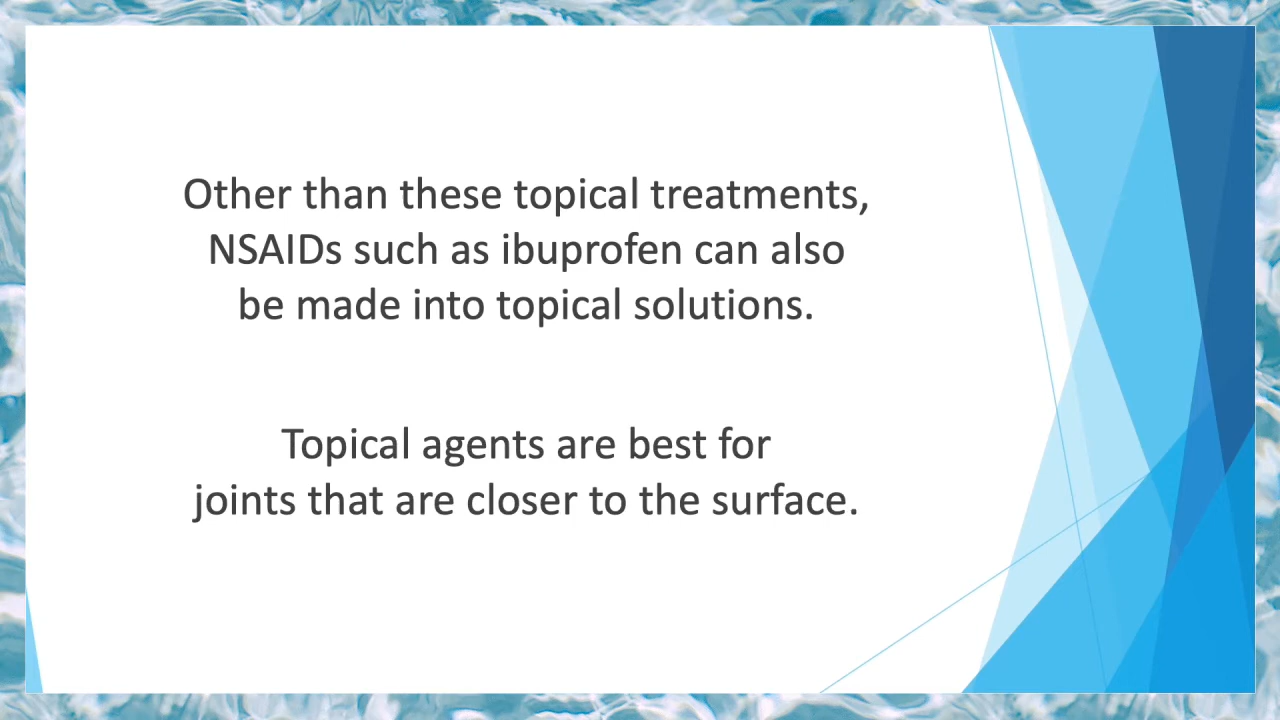 Other than these topical treatments,
NSAIDs such as ibuprofen can also
be made into topical solutions.
Topical agents are best for
joints that are closer to the surface.